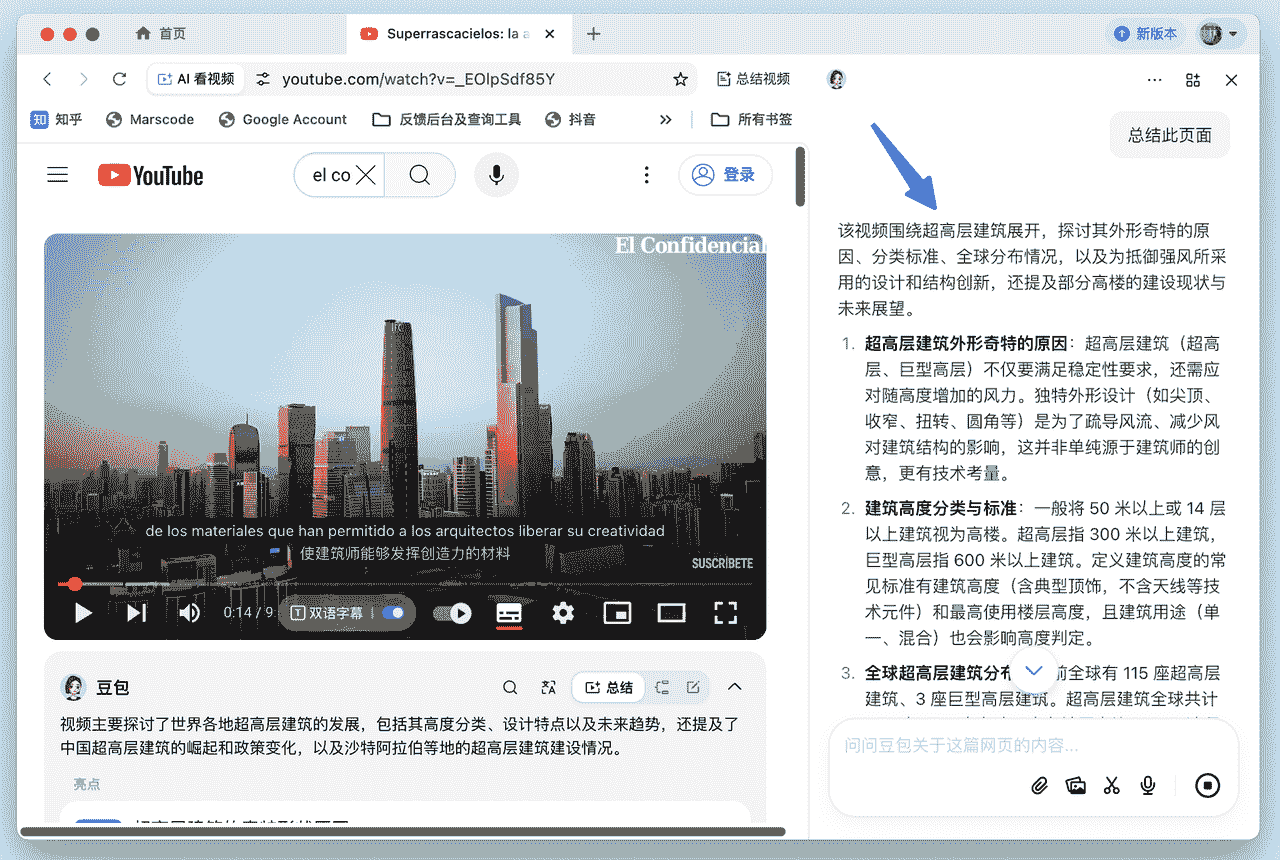 首页
Superrascacielos: la a
新版本
AI 看视频
youtube.com/watch?v=_EOlpSdf85Y
总结视频
知乎
Marscode
Google Account
反馈后台及查询工具
抖音
所有书签
YouTube
el co
登录
El Confidencial
de los materiales que han permitido a los arquitectos liberar su creatividad
使建筑师能够发挥创造力的材料
SUSCRÍBETE
0:14 / 9
双语字幕
豆包
总结
视频主要探讨了世界各地超高层建筑的发展，包括其高度分类、设计特点以及未来趋势，还提及了
中国超高层建筑的崛起和政策变化，以及沙特阿拉伯等地的超高层建筑建设情况。
亮点
总结此页面
该视频围绕超高层建筑展开，探讨其外形奇特的原
因、分类标准、全球分布情况，以及为抵御强风所采
用的设计和结构创新，还提及部分高楼的建设现状与
未来展望。
1. 超高层建筑外形奇特的原因：超高层建筑（超高
层、巨型高层）不仅要满足稳定性要求，还需应
对随高度增加的风力。独特外形设计（如尖顶、
收窄、扭转、圆角等）是为了疏导风流、减少风
对建筑结构的影响，这并非单纯源于建筑师的创
意，更有技术考量。
2. 建筑高度分类与标准：一般将 50 米以上或 14 层
以上建筑视为高楼。超高层指 300 米以上建筑，
巨型高层指 600 米以上建筑。定义建筑高度的常
见标准有建筑高度（含典型顶饰，不含天线等技
术元件）和最高使用楼层高度，且建筑用途（单
一、混合）也会影响高度判定。
3. 全球超高层建筑分布 前全球有 115 座超高层
建筑、3 座巨型高层建筑。超高层建筑全球共计
问问豆包关于这篇网页的内容...